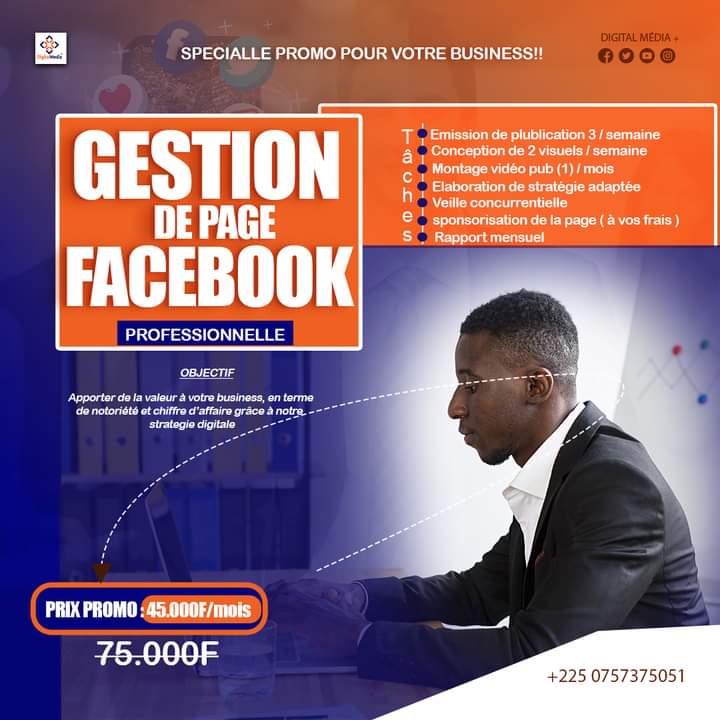 DigitalMedia
SPECIALLE PROMO POUR VOTRE BUSINESS!!
DIGITAL MÉDIA +
GESTION
DE PAGE
FACEBOOK
PROFESSIONNELLE
Tâches
Emission de plublication 3 / semaine
Conception de 2 visuels / semaine
Montage vidéo pub (1) / mois
Elaboration de stratégie adaptée
Veille concurrentielle
sponsorisation de la page ( à vos frais )
Rapport mensuel
OBJECTIF
Apporter de la valeur à votre business, en terme
de notoriété et chiffre d'affaire grâce à notre
strategie digitale
PRIX PROMO : 45.000F/mois
75.000F
+225 0757375051